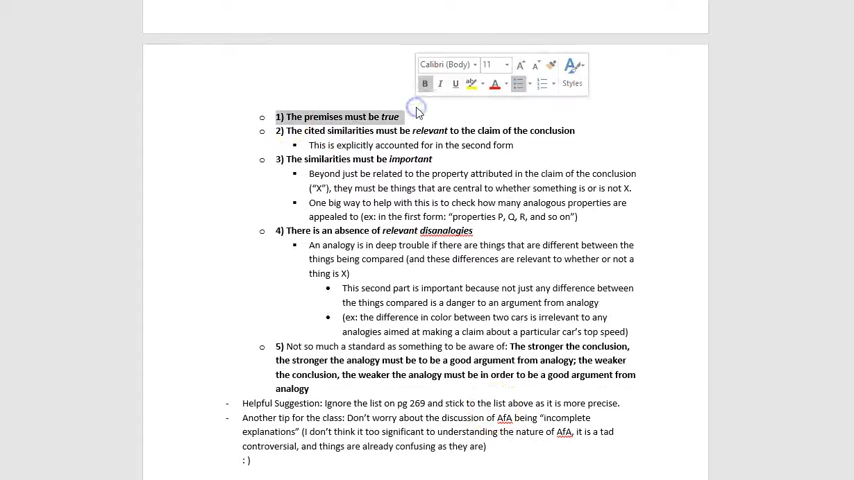 Calibri (Body) 11 A A
B I U aby A Styles
o 1) The premises must be true
o 2) The cited similarities must be relevant to the claim of the conclusion
▪ This is explicitly accounted for in the second form
o 3) The similarities must be important
▪ Beyond just be related to the property attributed in the claim of the conclusion
("X"), they must be things that are central to whether something is or is not X.
▪ One big way to help with this is to check how many analogous properties are
appealed to (ex: in the first form: "properties P, Q, R, and so on")
o 4) There is an absence of relevant disanalogies
▪ An analogy is in deep trouble if there are things that are different between the
things being compared (and these differences are relevant to whether or not a
thing is X)
• This second part is important because not just any difference between
the things compared is a danger to an argument from analogy
• (ex: the difference in color between two cars is irrelevant to any
analogies aimed at making a claim about a particular car's top speed)
o 5) Not so much a standard as something to be aware of: The stronger the conclusion,
the stronger the analogy must be to be a good argument from analogy; the weaker
the conclusion, the weaker the analogy must be in order to be a good argument from
analogy
- Helpful Suggestion: Ignore the list on pg 269 and stick to the list above as it is more precise.
- Another tip for the class: Don't worry about the discussion of AfA being "incomplete
explanations" (I don't think it too significant to understanding the nature of AfA, it is a tad
controversial, and things are already confusing as they are)
: )